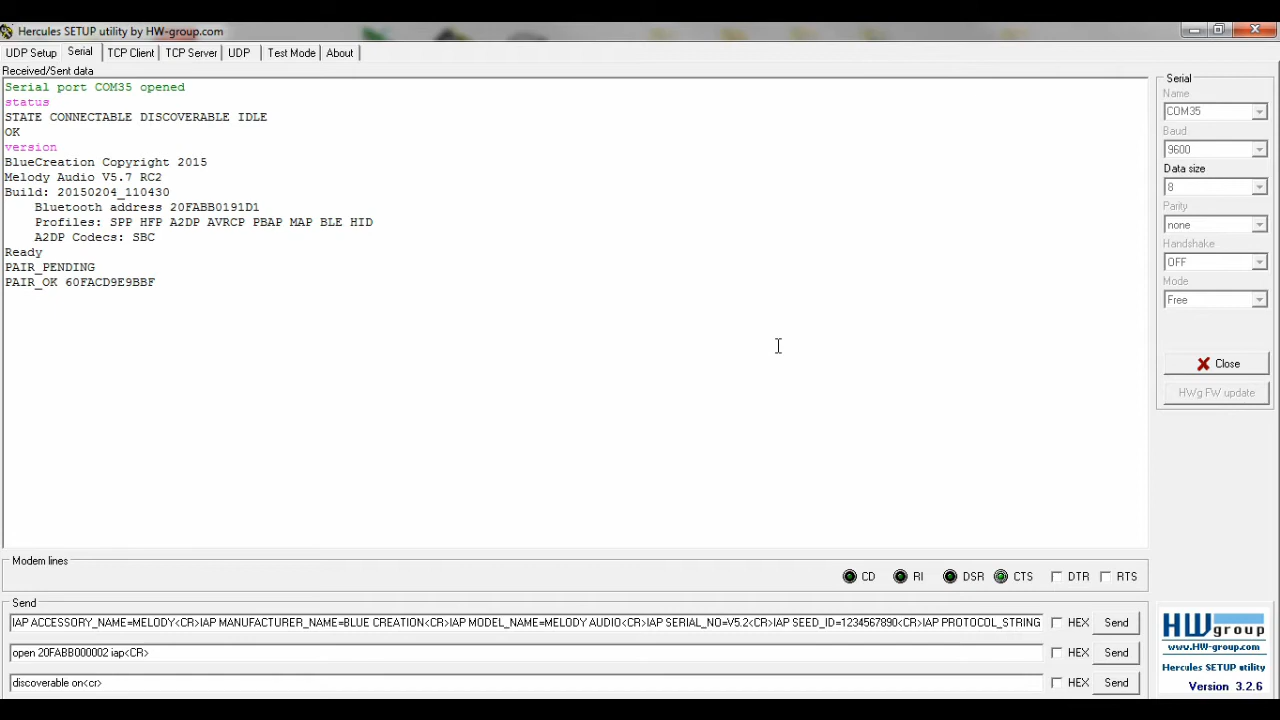 Hercules SETUP utility by HW-group.com
UDP Setup Serial TCP Client TCP Server UDP Test Mode About
Received/Sent data
Serial port COM35 opened
status
STATE CONNECTABLE DISCOVERABLE IDLE
OK
version
BlueCreation Copyright 2015
Melody Audio V5.7 RC2
Build: 20150204_110430
Bluetooth address 20FABB0191D1
Profiles: SPP HFP A2DP AVRCP PBAP MAP BLE HID
A2DP Codecs: SBC
Ready
PAIR_PENDING
PAIR_OK 60FACD9E9BBF
Serial
Name
COM35
Baud
9600
Data size
8
Parity
none
Handshake
OFF
Mode
Free
Close
HWg FW update
Modem lines
CD RI DSR CTS DTR RTS
Send
IAP ACCESSORY_NAME=MELODY<CR>IAP MANUFACTURER_NAME=BLUE CREATION<CR>IAP MODEL_NAME=MELODY AUDIO<CR>IAP SERIAL_NO=V5.2<CR>IAP SEED_ID=1234567890<CR>IAP PROTOCOL_STRING HEX Send
open 20FABB000002 iap<CR> HEX Send
discoverable on<cr> HEX Send
HWgroup
www.HW-group.com
Hercules SETUP utility
Version 3.2.6